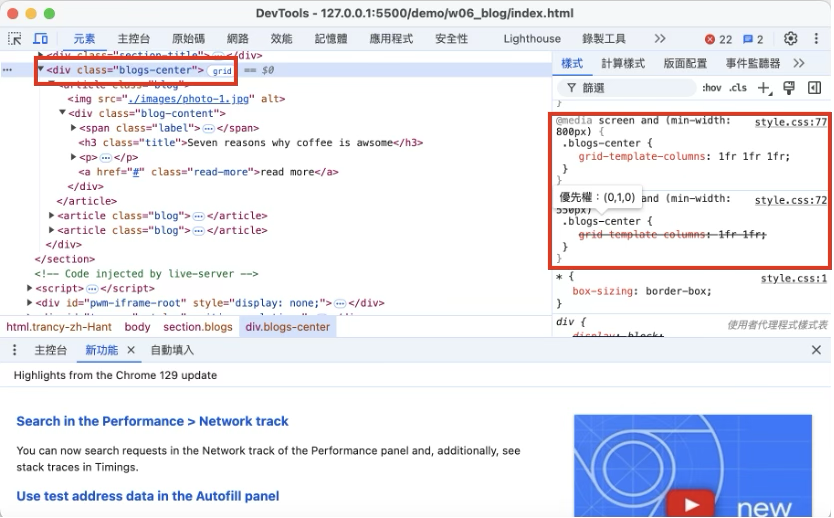 DevTools - 127.0.0.1:5500/demo/w06_blog/index.html
元素 主控台 原始碼 網路 效能 記憶體 應用程式 安全性 Lighthouse 錄製工具 22 2
<div class="section-title"> … </div>
… ▼<div class="blogs-center"> grid == $0
▼<article class="blog">
<img src="./images/photo-1.jpg" alt>
▼<div class="blog-content">
▶<span class="label"> … </span>
<h3 class="title">Seven reasons why coffee is awsome</h3>
▶<p> … </p>
<a href="#" class="read-more">read more</a>
</div>
</article>
▶<article class="blog"> … </article>
▶<article class="blog"> … </article>
</div>
</section>
<!-- Code injected by live-server -->
▶<script> … </script>
▶<div id="pwm-iframe-root" style="display: none;"> … </div>
html.trancy-zh-Hant body section.blogs div.blogs-center
樣式 計算樣式 版面配置 事件監聽器
篩選 :hov .cls
}
@media screen and (min-width: style.css:77
800px) {
.blogs-center {
grid-template-columns: 1fr 1fr 1fr;
}
}
優先權：(0,1,0)
nd (min-width: style.css:72
550px)
.blogs-center {
grid-template-columns: 1fr 1fr;
}
}
* { style.css:1
box-sizing: border-box;
}
div { 使用者代理程式樣式表
display: block;
主控台 新功能 自動填入
Highlights from the Chrome 129 update
Search in the Performance > Network track
You can now search requests in the Network track of the Performance panel and, additionally, see
stack traces in Timings.
Use test address data in the Autofill panel
new